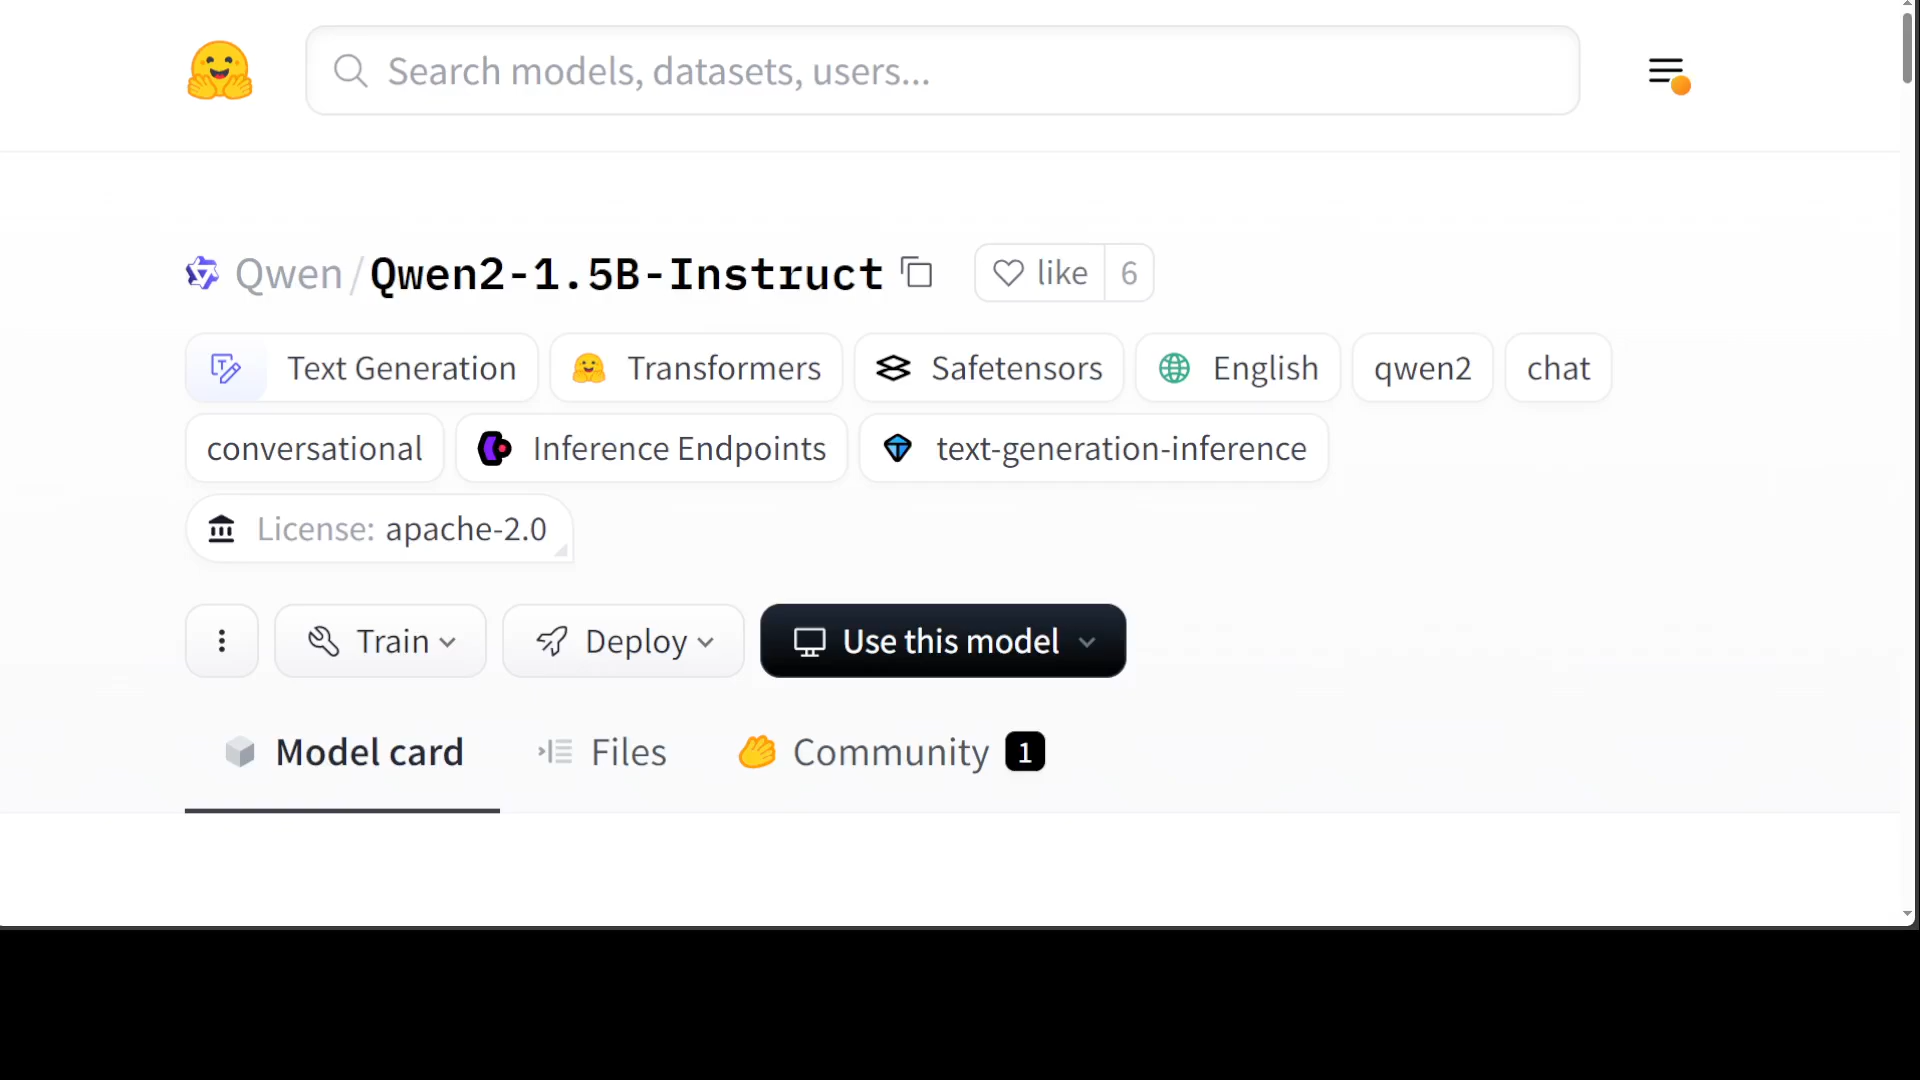 Search models, datasets, users...
Qwen/Qwen2-1.5B-Instruct like 6
Text Generation Transformers Safetensors English qwen2 chat
conversational Inference Endpoints text-generation-inference
License: apache-2.0
Train Deploy Use this model
Model card Files Community 1